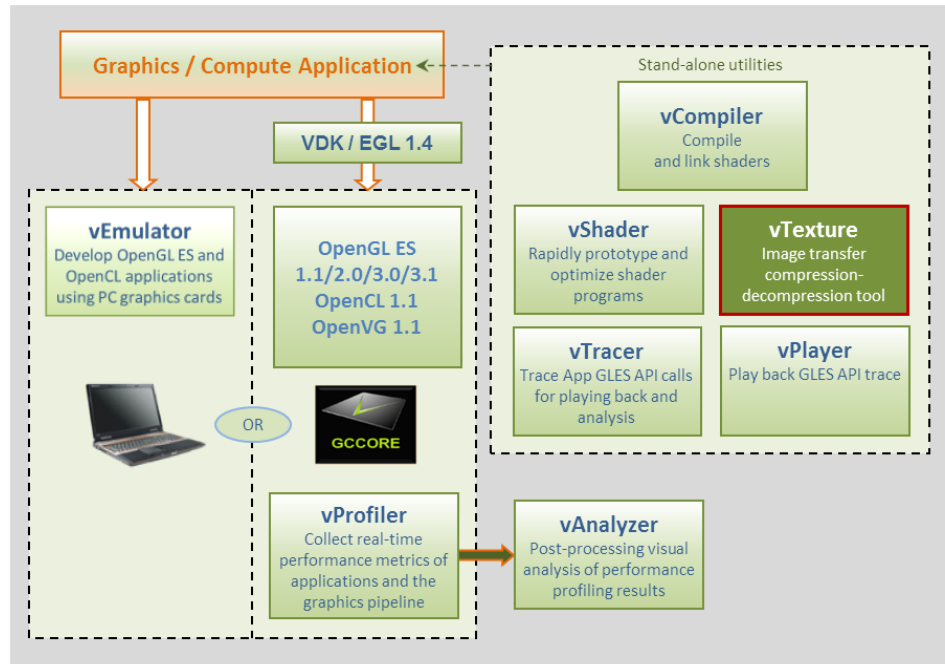 Graphics / Compute Application
Stand-alone utilities
vCompiler
Compile
and link shaders
VDK / EGL 1.4
vEmulator
Develop OpenGL ES and
OpenCL applications
using PC graphics cards
OpenGL ES
1.1/2.0/3.0/3.1
OpenCL 1.1
OpenVG 1.1
vShader
Rapidly prototype and
optimize shader
programs
vTexture
Image transfer
compression-
decompression tool
vTracer
Trace App GLES API calls
for playing back and
analysis
vPlayer
Play back GLES API trace
OR
GCCORE
vProfiler
Collect real-time
performance metrics of
applications and the
graphics pipeline
vAnalyzer
Post-processing visual
analysis of performance
profiling results